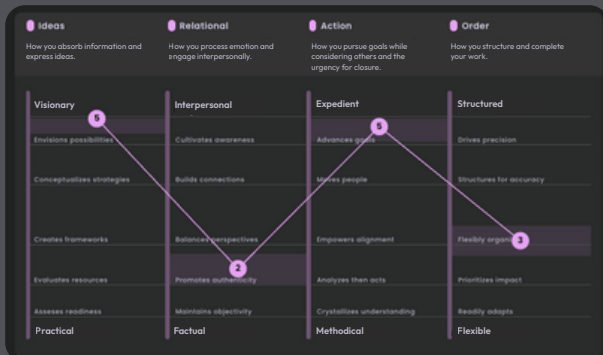 Ideas
How you absorb information and
express ideas.
Relational
How you process emotion and
engage interpersonally.
Action
How you pursue goals while
considering others and the
urgency for closure.
Order
How you structure and complete
your work.
Visionary
5
Envisions possibilities
Conceptualizes strategies
Creates frameworks
Evaluates resources
Assesses readiness
Practical
Interpersonal
Cultivates awareness
Builds connections
Balances perspectives
2
Promotes authenticity
Maintains objectivity
Factual
Expedient
5
Advances goals
Moves people
Empowers alignment
Analyzes then acts
Crystallizes understanding
Methodical
Structured
Drives precision
Structures for accuracy
Flexibly
3
Prioritizes impact
Readily adapts
Flexible